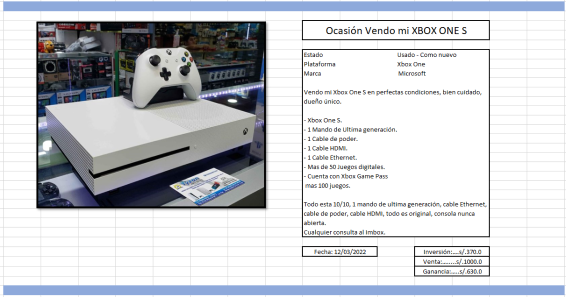 Ocasión Vendo mi XBOX ONE S
Estado Usado - Como nuevo
Plataforma Xbox One
Marca Microsoft
Vendo mi Xbox One S en perfectas condiciones, bien cuidado,
dueño único.
- Xbox One S.
- 1 Mando de Ultima generación.
- 1 Cable de poder.
- 1 Cable HDMI.
- 1 Cable Ethernet.
- Mas de 50 Juegos digitales.
- Cuenta con Xbox Game Pass
mas 100 juegos.
Todo esta 10/10, 1 mando de ultima generación, cable Ethernet,
cable de poder, cable HDMI, todo es original, consola nunca
abierta.
Cualquier consulta al Imbox.
Fecha: 12/03/2022
Inversión:....s/.370.0
Venta:.......s/.1000.0
Ganancia:.....s/.630.0